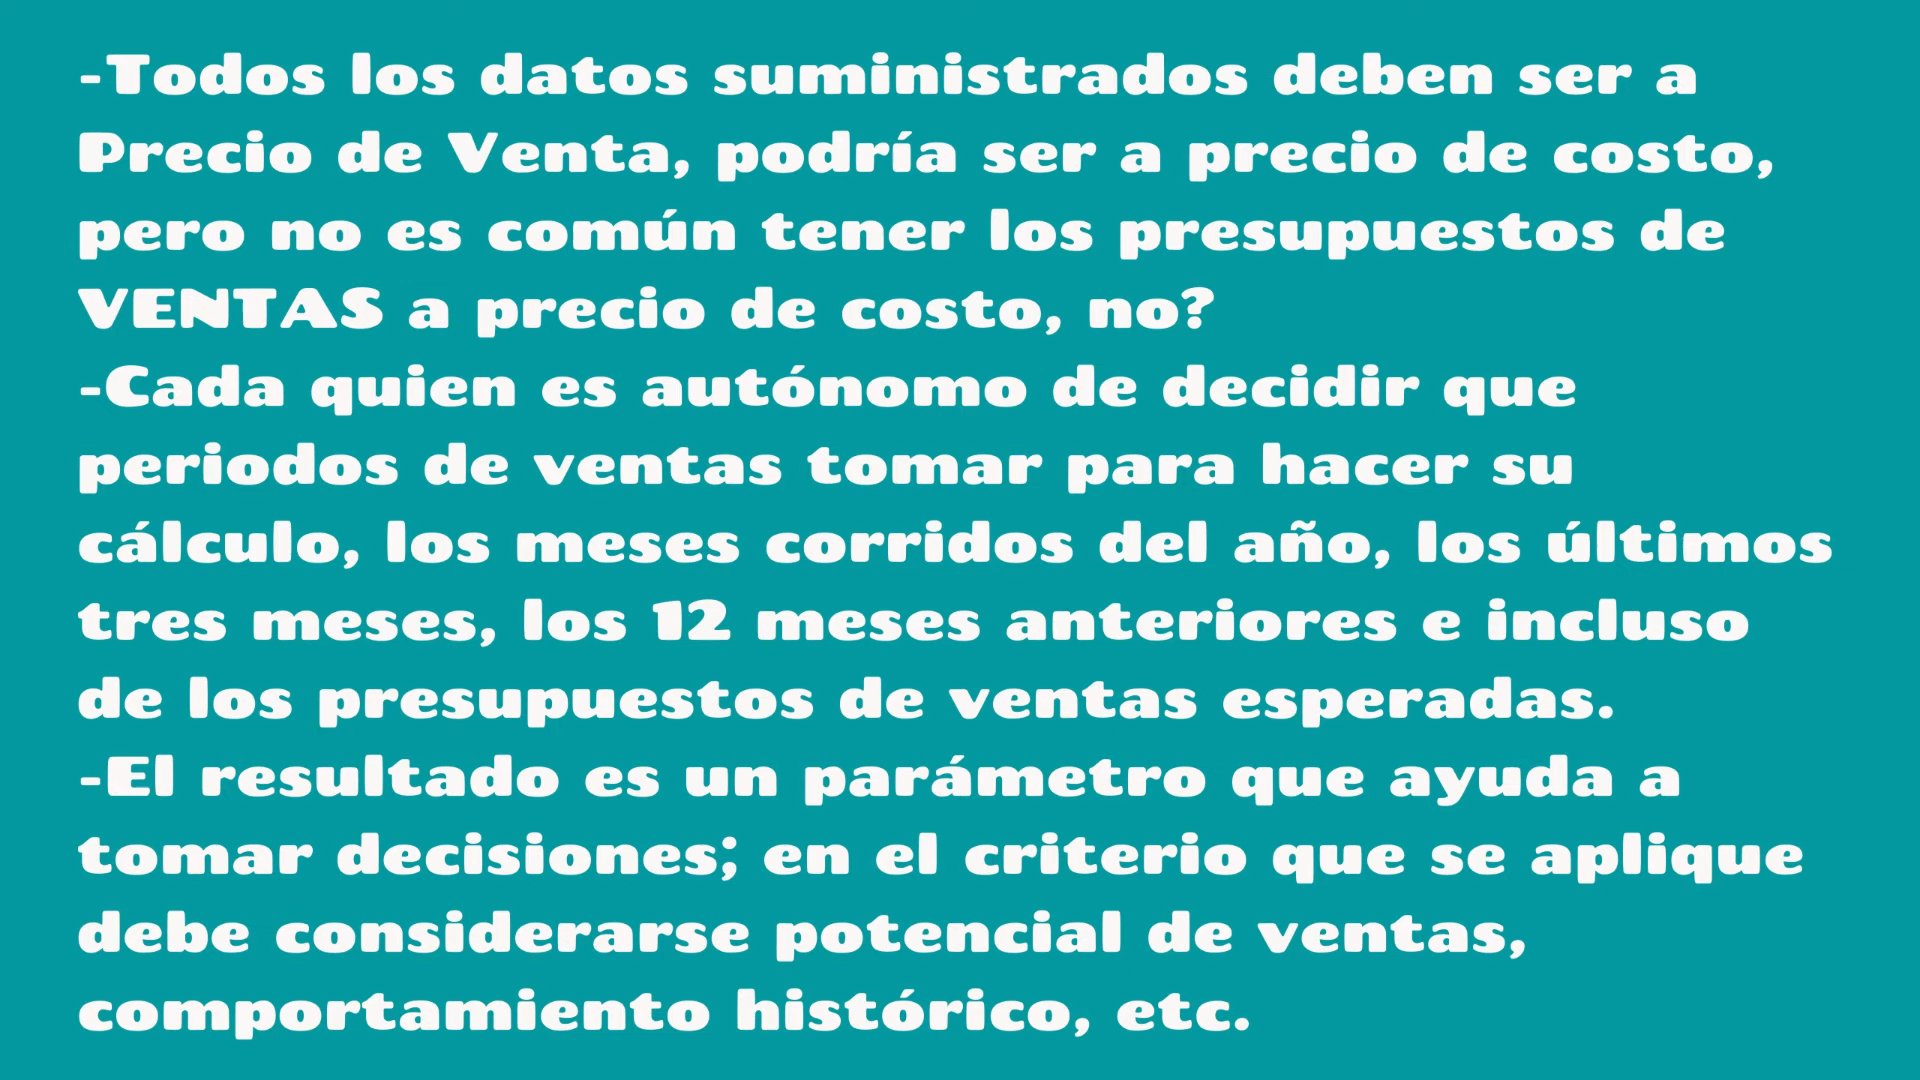 -Todos los datos suministrados deben ser a
Precio de Venta, podría ser a precio de costo,
pero no es común tener los presupuestos de
VENTAS a precio de costo, no?
-Cada quien es autónomo de decidir que
periodos de ventas tomar para hacer su
cálculo, los meses corridos del año, los últimos
tres meses, los 12 meses anteriores e incluso
de los presupuestos de ventas esperadas.
-El resultado es un parámetro que ayuda a
tomar decisiones; en el criterio que se aplique
debe considerarse potencial de ventas,
comportamiento histórico, etc.